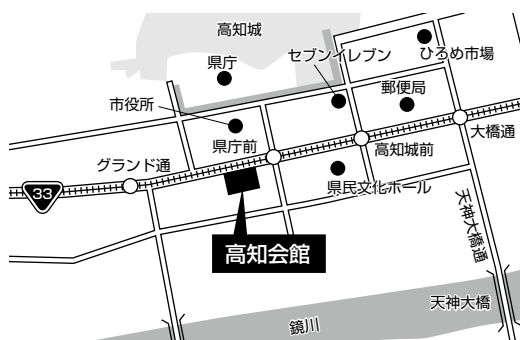 高知城
県庁
セブンイレブン
ひろめ市場
郵便局
市役所
県庁前
大橋通
高知城前
グランド通
県民文化ホール
33
高知会館
天神大橋通
天神大橋
鏡川